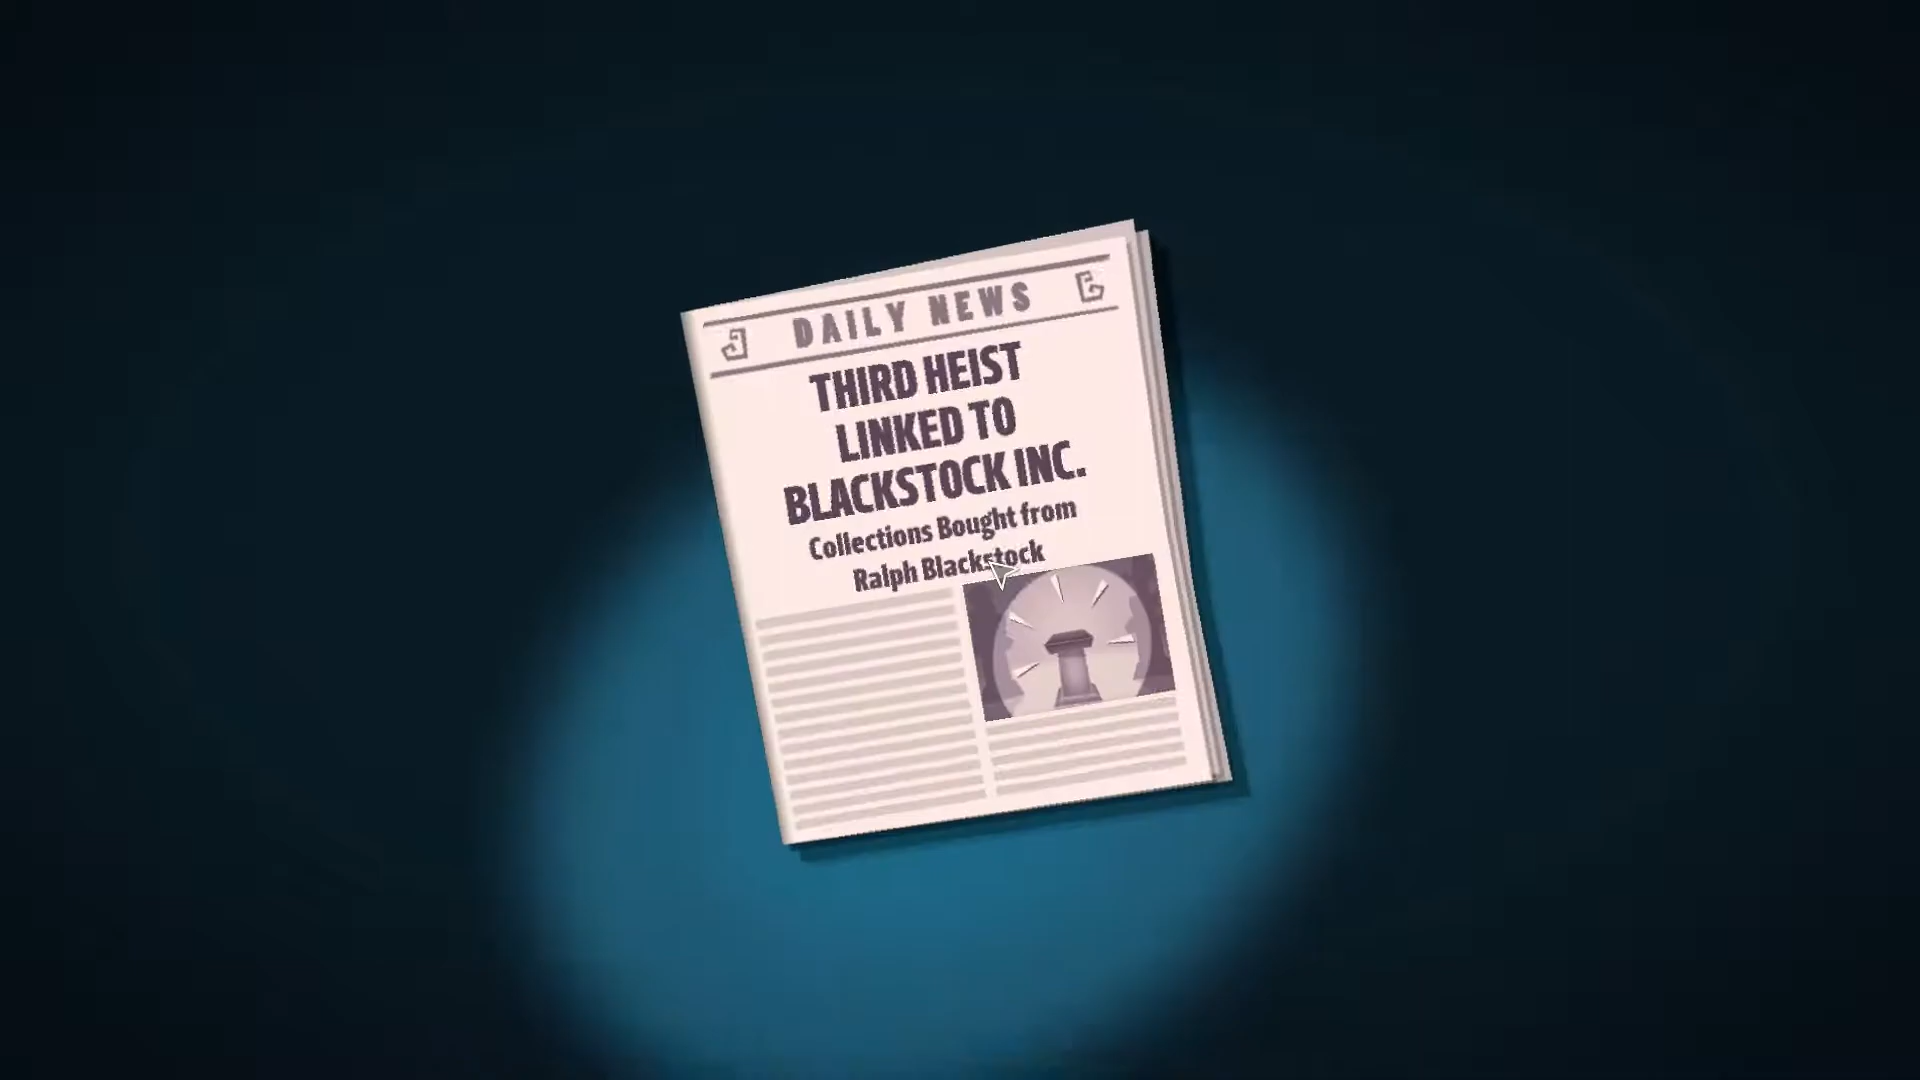 DAILY NEWS
THIRD HEIST
LINKED TO
BLACKSTOCK INC.
Collections Bought from
Ralph Blackstock